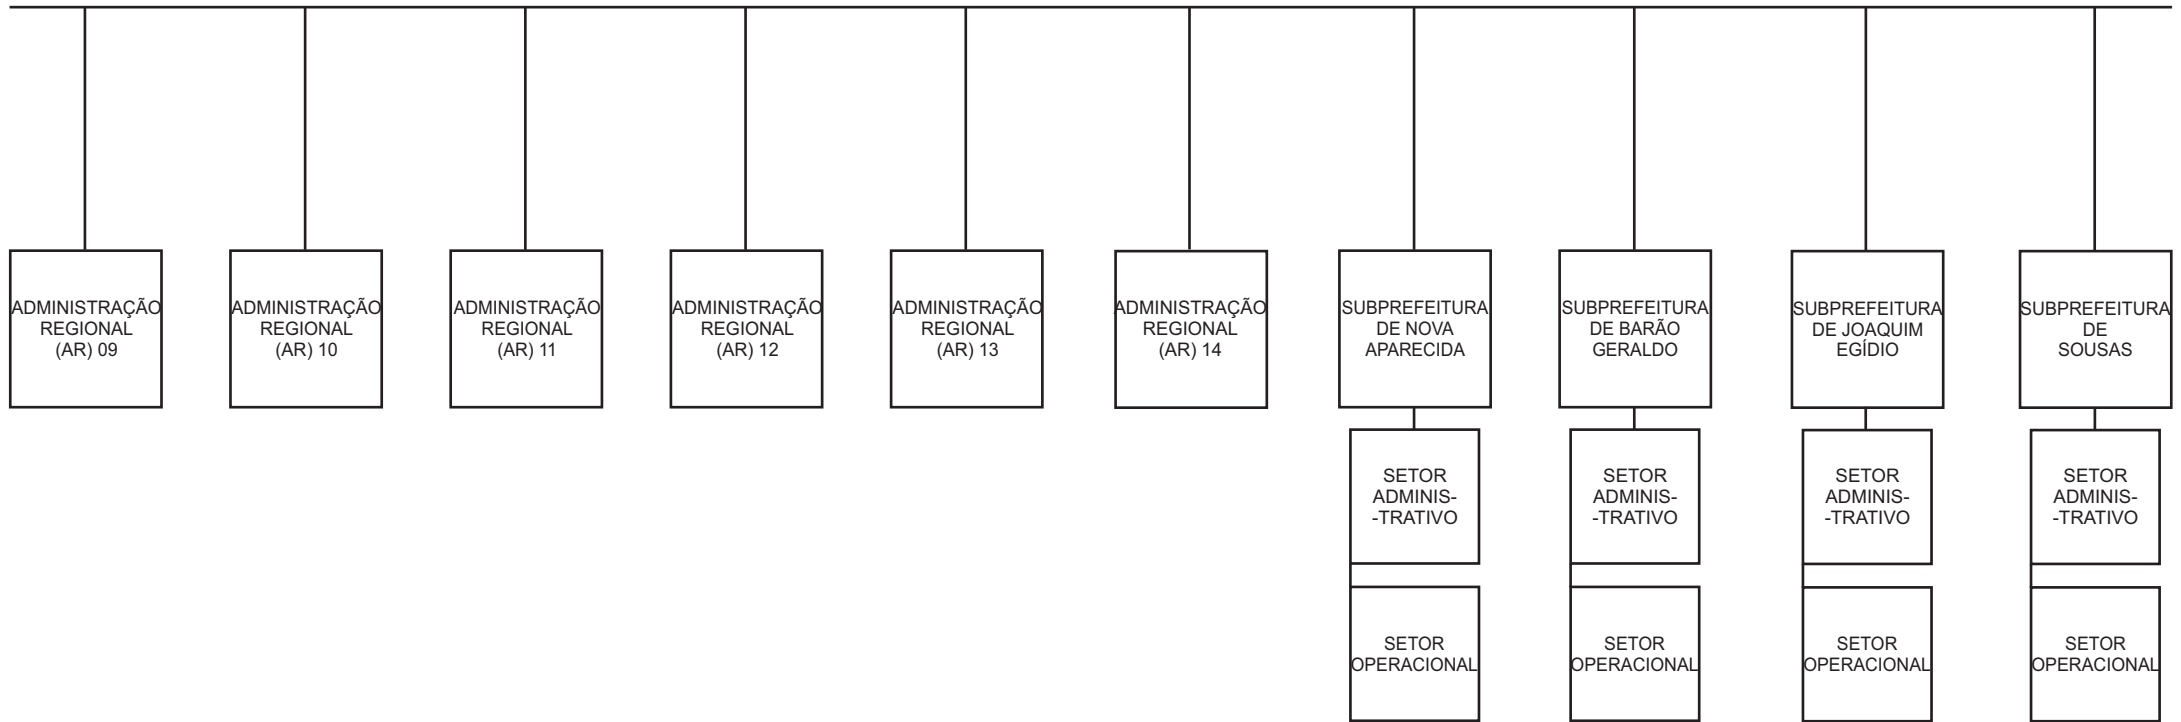 ADMINISTRAÇÃO
REGIONAL
(AR) 09
ADMINISTRAÇÃO
REGIONAL
(AR) 10
ADMINISTRAÇÃO
REGIONAL
(AR) 11
ADMINISTRAÇÃO
REGIONAL
(AR) 12
ADMINISTRAÇÃO
REGIONAL
(AR) 13
ADMINISTRAÇÃO
REGIONAL
(AR) 14
SUBPREFEITURA
DE NOVA
APARECIDA
SUBPREFEITURA
DE BARÃO
GERALDO
SUBPREFEITURA
DE JOAQUIM
EGÍDIO
SUBPREFEITURA
DE
SOUSAS
SETOR
ADMINIS-
-TRATIVO
SETOR
ADMINIS-
-TRATIVO
SETOR
ADMINIS-
-TRATIVO
SETOR
ADMINIS-
-TRATIVO
SETOR
OPERACIONAL
SETOR
OPERACIONAL
SETOR
OPERACIONAL
SETOR
OPERACIONAL